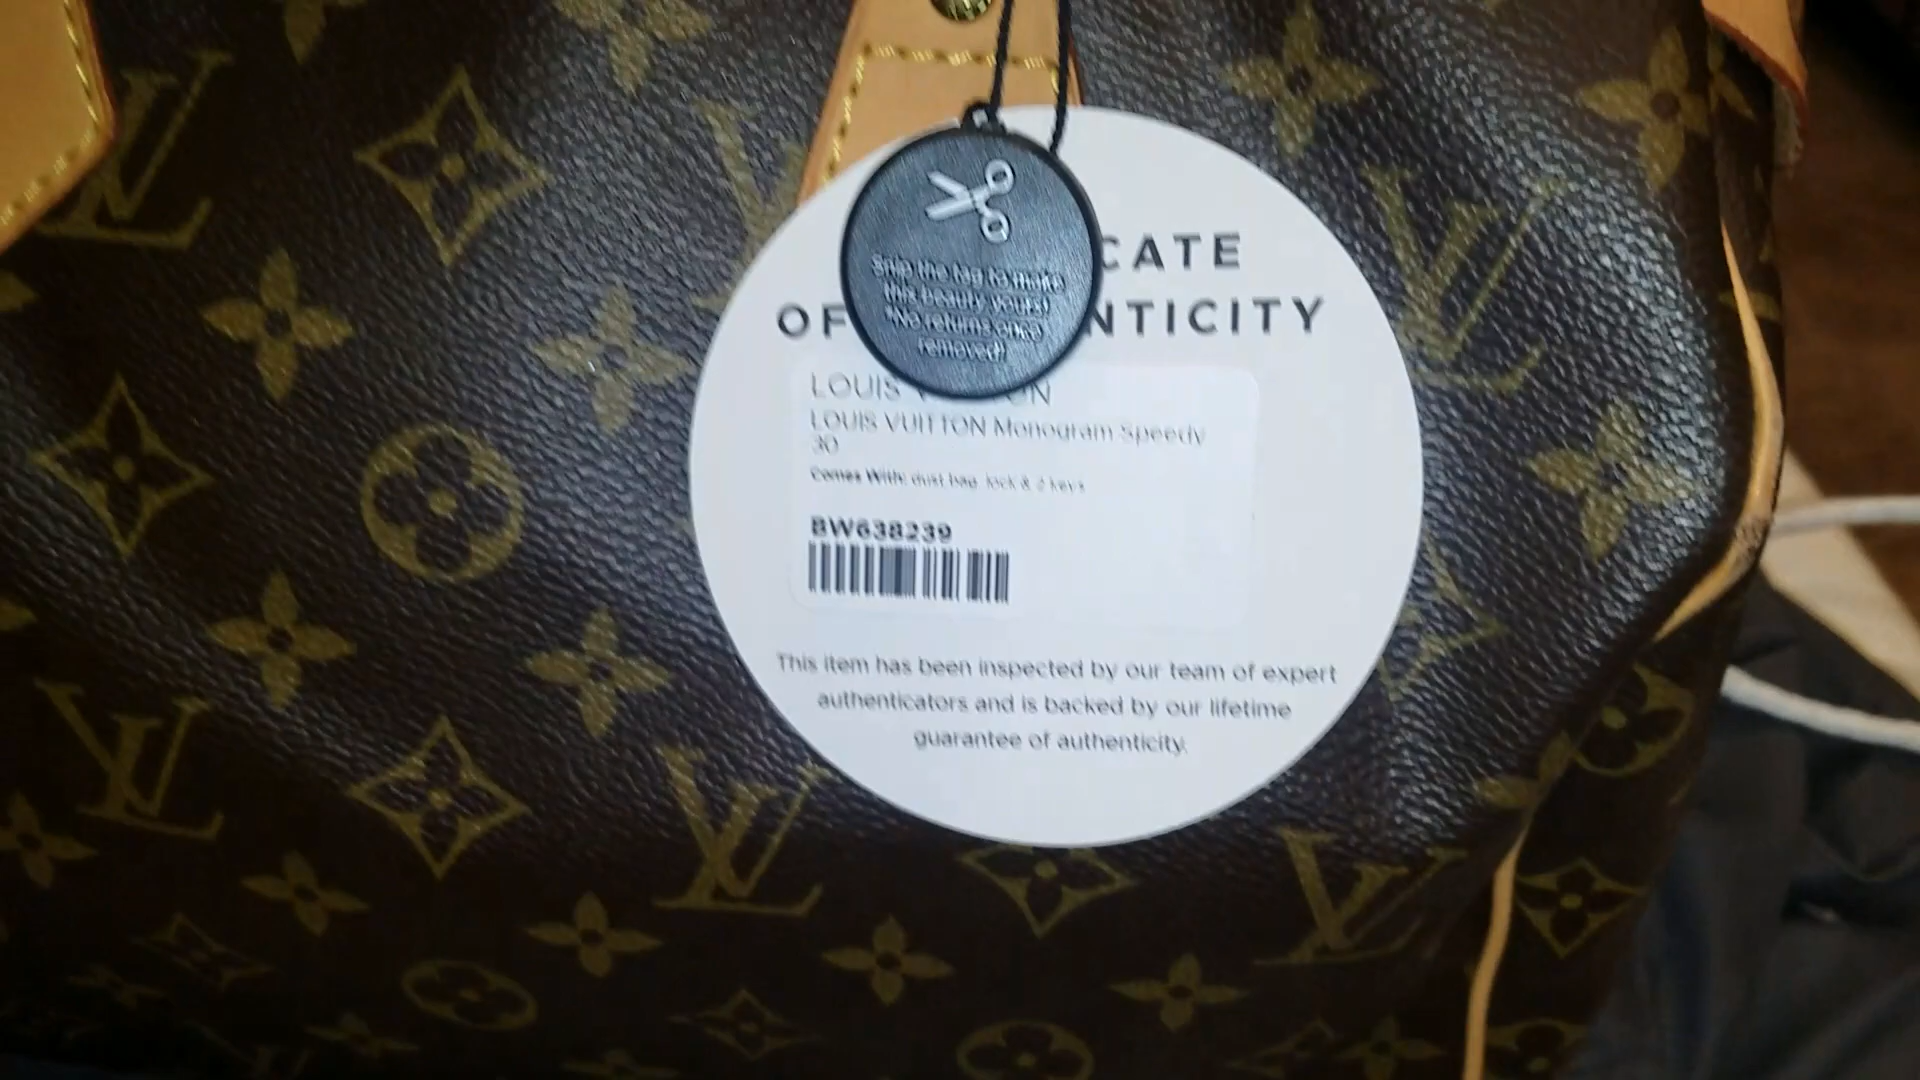 Snip the tag to make
this beauty yours!
*No returns once
removed!
CATE
OF NTICITY
LOUIS ON
LOUIS VUITTON Monogram Speedy
30
Comes With: dust bag, lock & 2 keys
BW638239
This item has been inspected by our team of expert
authenticators and is backed by our lifetime
guarantee of authenticity.